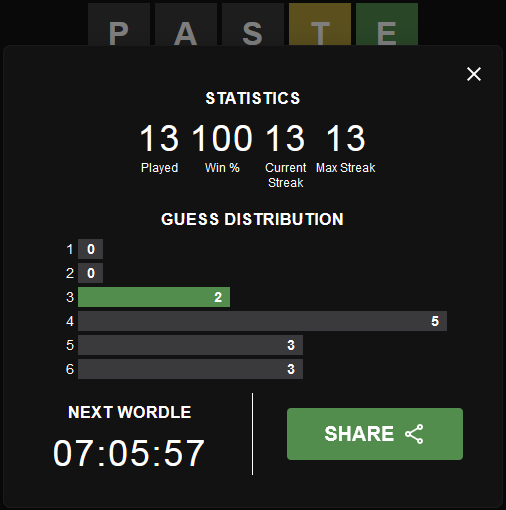 P A S T E
STATISTICS
13 100 13 13
Played Win % Current Streak Max Streak
GUESS DISTRIBUTION
1 0
2 0
3 2
4 5
5 3
6 3
NEXT WORDLE
07:05:57
SHARE